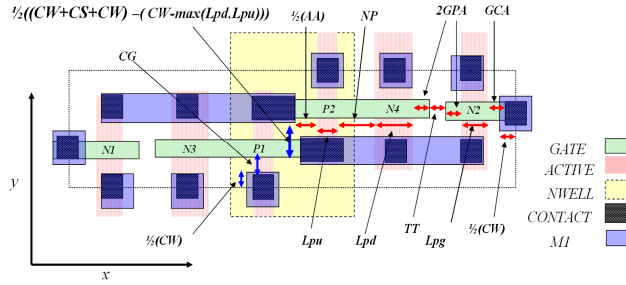 ½((CW+CS+CW) –( CW-max(Lpd,Lpu)))
½(AA)
NP
2GPA
GCA
CG
P2
N4
N2
N1
N3
P1
y
½(CW)
Lpu
Lpd
TT
Lpg
½(CW)
x
GATE
ACTIVE
NWELL
CONTACT
M1